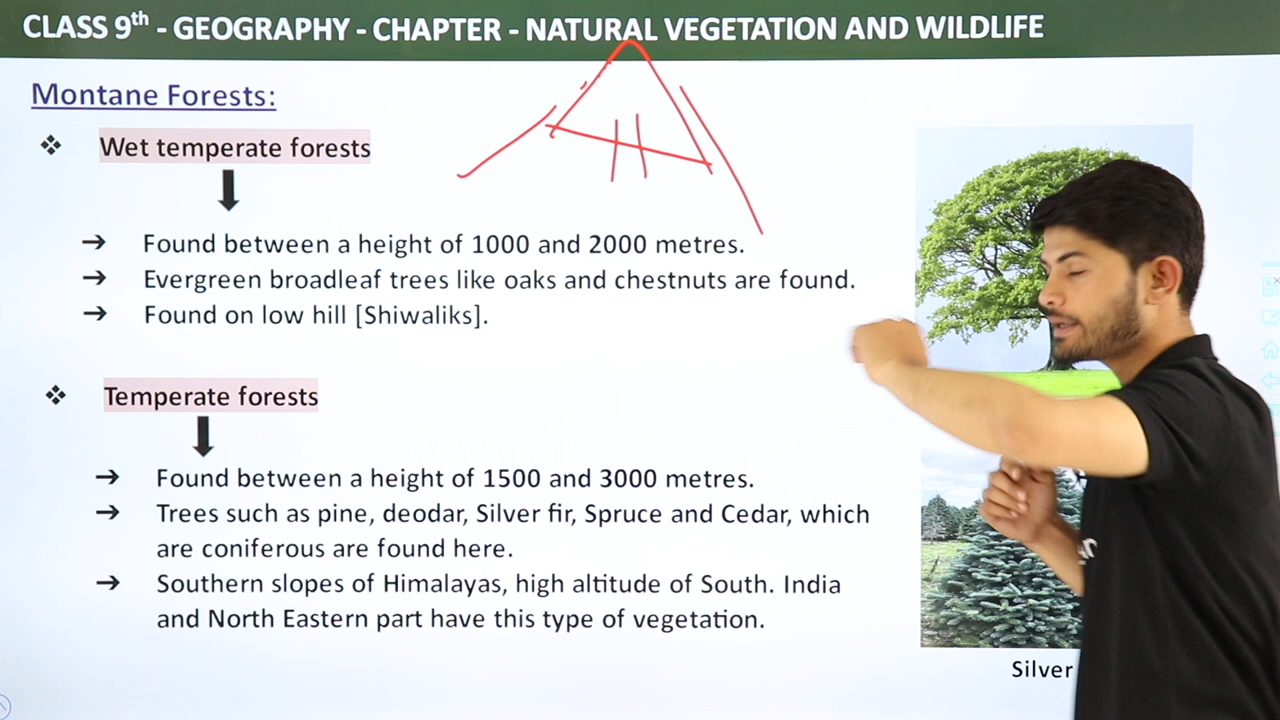 CLASS 9th - GEOGRAPHY - CHAPTER - NATURAL VEGETATION AND WILDLIFE
Montane Forests:
❖ Wet temperate forests
➔ Found between a height of 1000 and 2000 metres.
➔ Evergreen broadleaf trees like oaks and chestnuts are found.
➔ Found on low hill [Shiwaliks].
❖ Temperate forests
➔ Found between a height of 1500 and 3000 metres.
➔ Trees such as pine, deodar, Silver fir, Spruce and Cedar, which
are coniferous are found here.
➔ Southern slopes of Himalayas, high altitude of South. India
and North Eastern part have this type of vegetation.
Silver